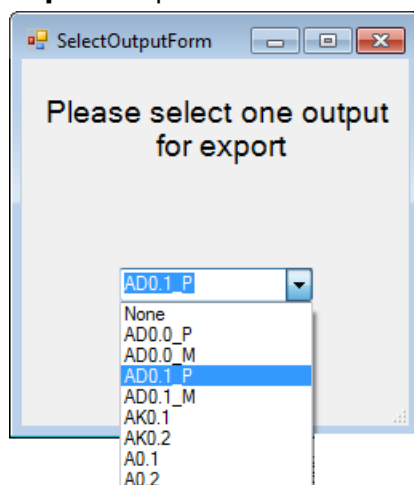 SelectOutputForm
Please select one output
for export
AD0.1_P
None
AD0.0_P
AD0.0_M
AD0.1_P
AD0.1_M
AK0.1
AK0.2
A0.1
A0.2